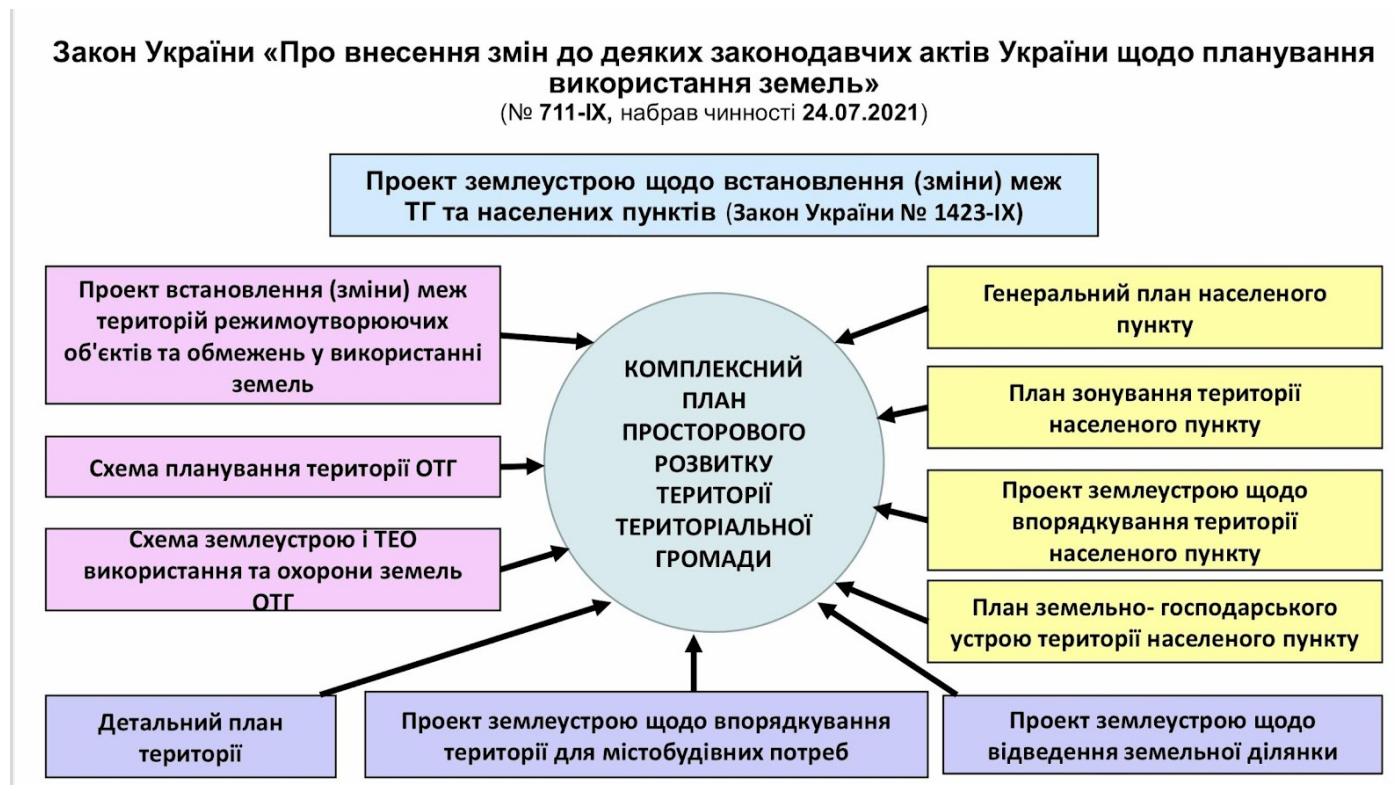 Закон України «Про внесення змін до деяких законодавчих актів України щодо планування
використання земель»
(№ 711-ІХ, набрав чинності 24.07.2021)
Проект землеустрою щодо встановлення (зміни) меж
ТГ та населених пунктів (Закон України № 1423-ІХ)
Проект встановлення (зміни) меж
територій режимоутворюючих
об'єктів та обмежень у використанні
земель
Схема планування території ОТГ
Схема землеустрою і ТЕО
використання та охорони земель
ОТГ
КОМПЛЕКСНИЙ
ПЛАН
ПРОСТОРОВОГО
РОЗВИТКУ
ТЕРИТОРІЇ
ТЕРИТОРІАЛЬНОЇ
ГРОМАДИ
Генеральний план населеного
пункту
План зонування території
населеного пункту
Проект землеустрою щодо
впорядкування території
населеного пункту
План земельно- господарського
устрою території населеного пункту
Детальний план
території
Проект землеустрою щодо впорядкування
території для містобудівних потреб
Проект землеустрою щодо
відведення земельної ділянки